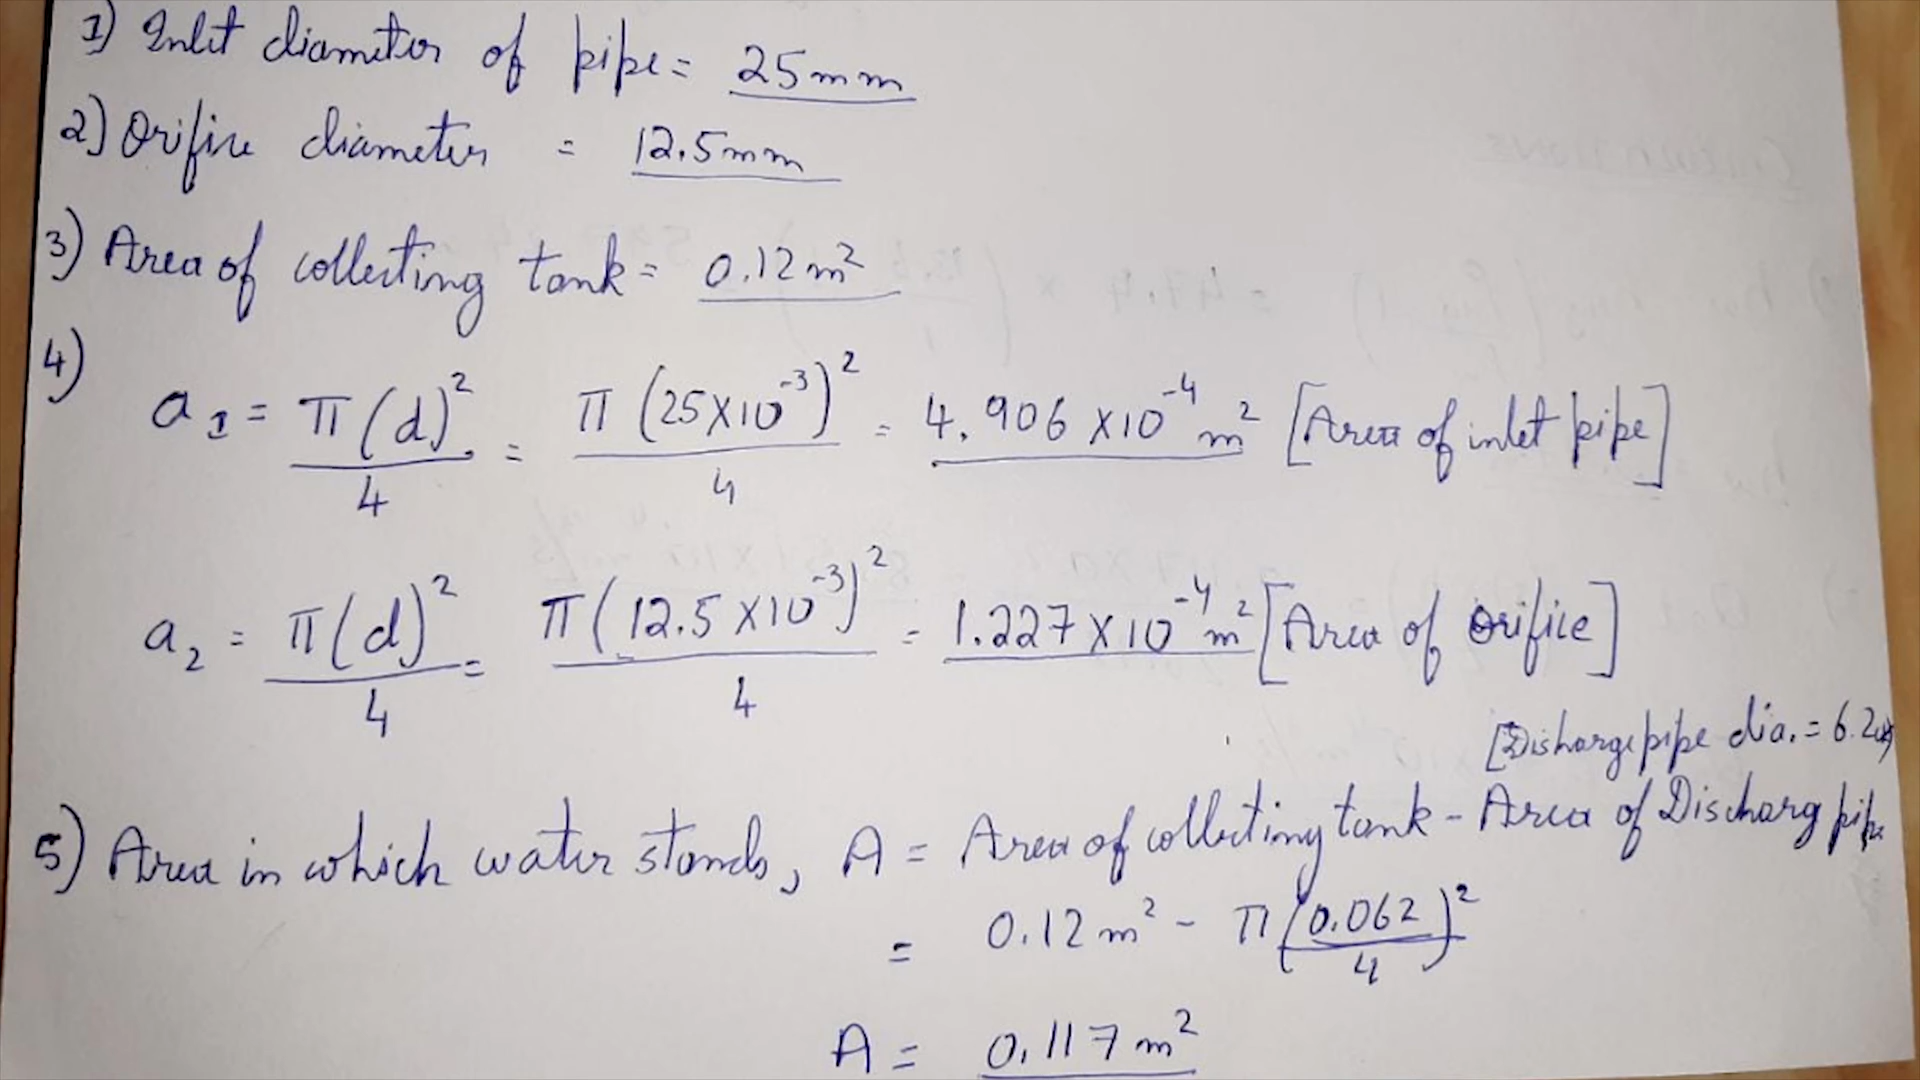 1) Inlet diameter of pipe = 25mm
2) Orifice diameter = 12.5mm
3) Area of collecting tank = 0.12 m²
4)
a₁ = π(d)²/4 = π(25×10⁻³)²/4 = 4.906 ×10⁻⁴ m² [Area of inlet pipe]
a₂ = π(d)²/4 = π(12.5×10⁻³)²/4 = 1.227×10⁻⁴ m² [Area of orifice]
[Discharge pipe dia. = 6.2
5) Area in which water stands, A = Area of collecting tank - Area of Discharg pipe
= 0.12 m² - π(0.062/4)²
A = 0.117 m²